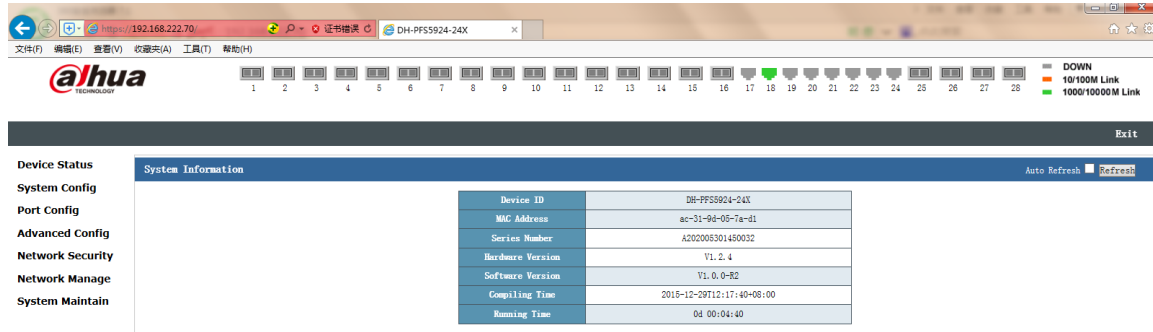 https://192.168.222.70/
证书错误
DH-PFS5924-24X
文件(F) 编辑(E) 查看(V) 收藏夹(A) 工具(T) 帮助(H)
alhua
TECHNOLOGY
1 2 3 4 5 6 7 8 9 10 11 12 13 14 15 16 17 18 19 20 21 22 23 24 25 26 27 28
DOWN
10/100M Link
1000/10000M Link
Exit
Device Status
System Config
Port Config
Advanced Config
Network Security
Network Manage
System Maintain
System Information
Auto Refresh Refresh
Device ID DH-PFS5924-24X
MAC Address ac-31-9d-05-7a-d1
Series Number A202005301450032
Hardware Version V1.2.4
Software Version V1.0.0-R2
Compiling Time 2015-12-29T12:17:40+08:00
Running Time 0d 00:04:40